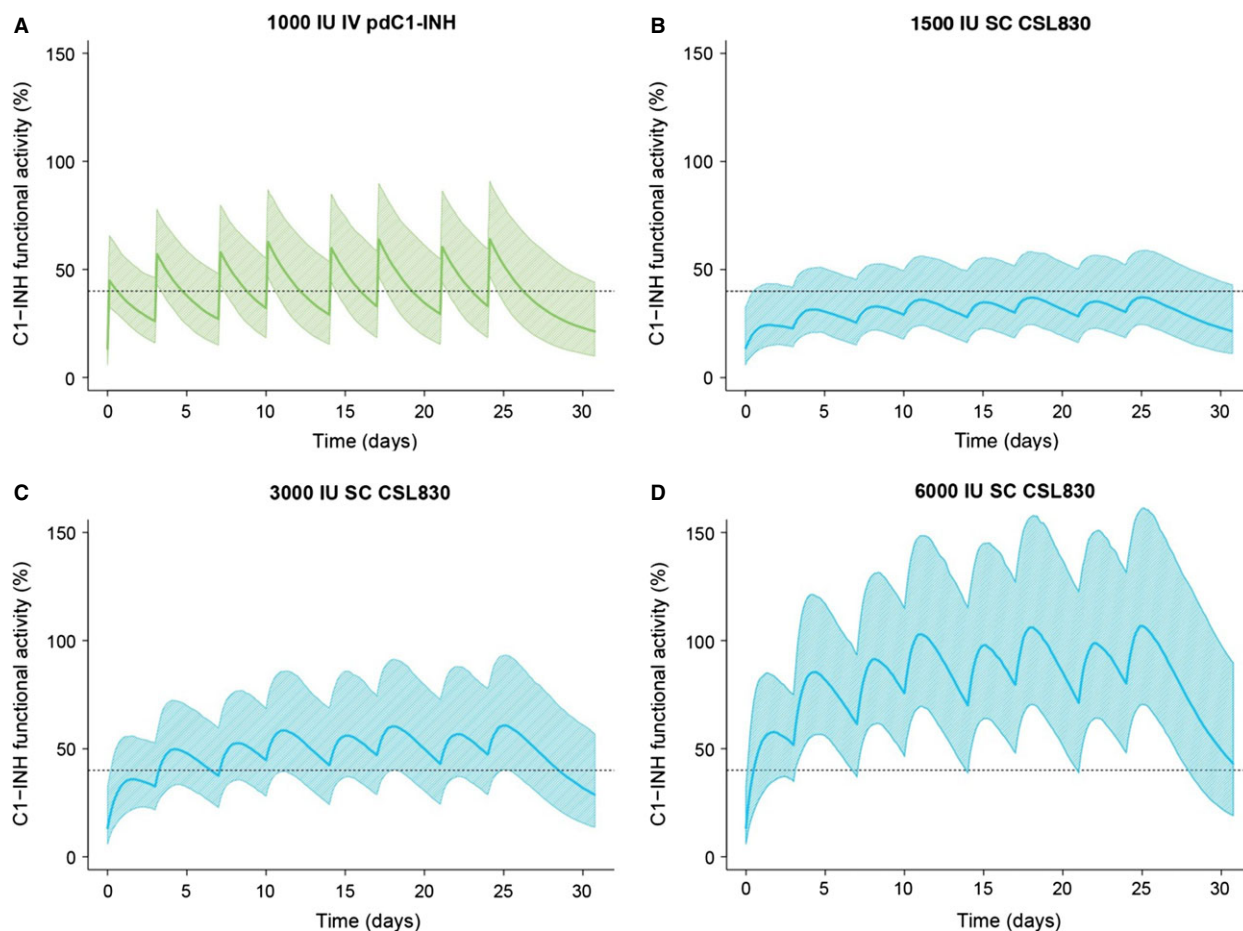 A
1000 IU IV pdC1-INH
C1−INH functional activity (%)
150
100
50
0
0 5 10 15 20 25 30
Time (days)
B
1500 IU SC CSL830
C1−INH functional activity (%)
150
100
50
0
0 5 10 15 20 25 30
Time (days)
C
3000 IU SC CSL830
C1−INH functional activity (%)
150
100
50
0
0 5 10 15 20 25 30
Time (days)
D
6000 IU SC CSL830
C1−INH functional activity (%)
150
100
50
0
0 5 10 15 20 25 30
Time (days)